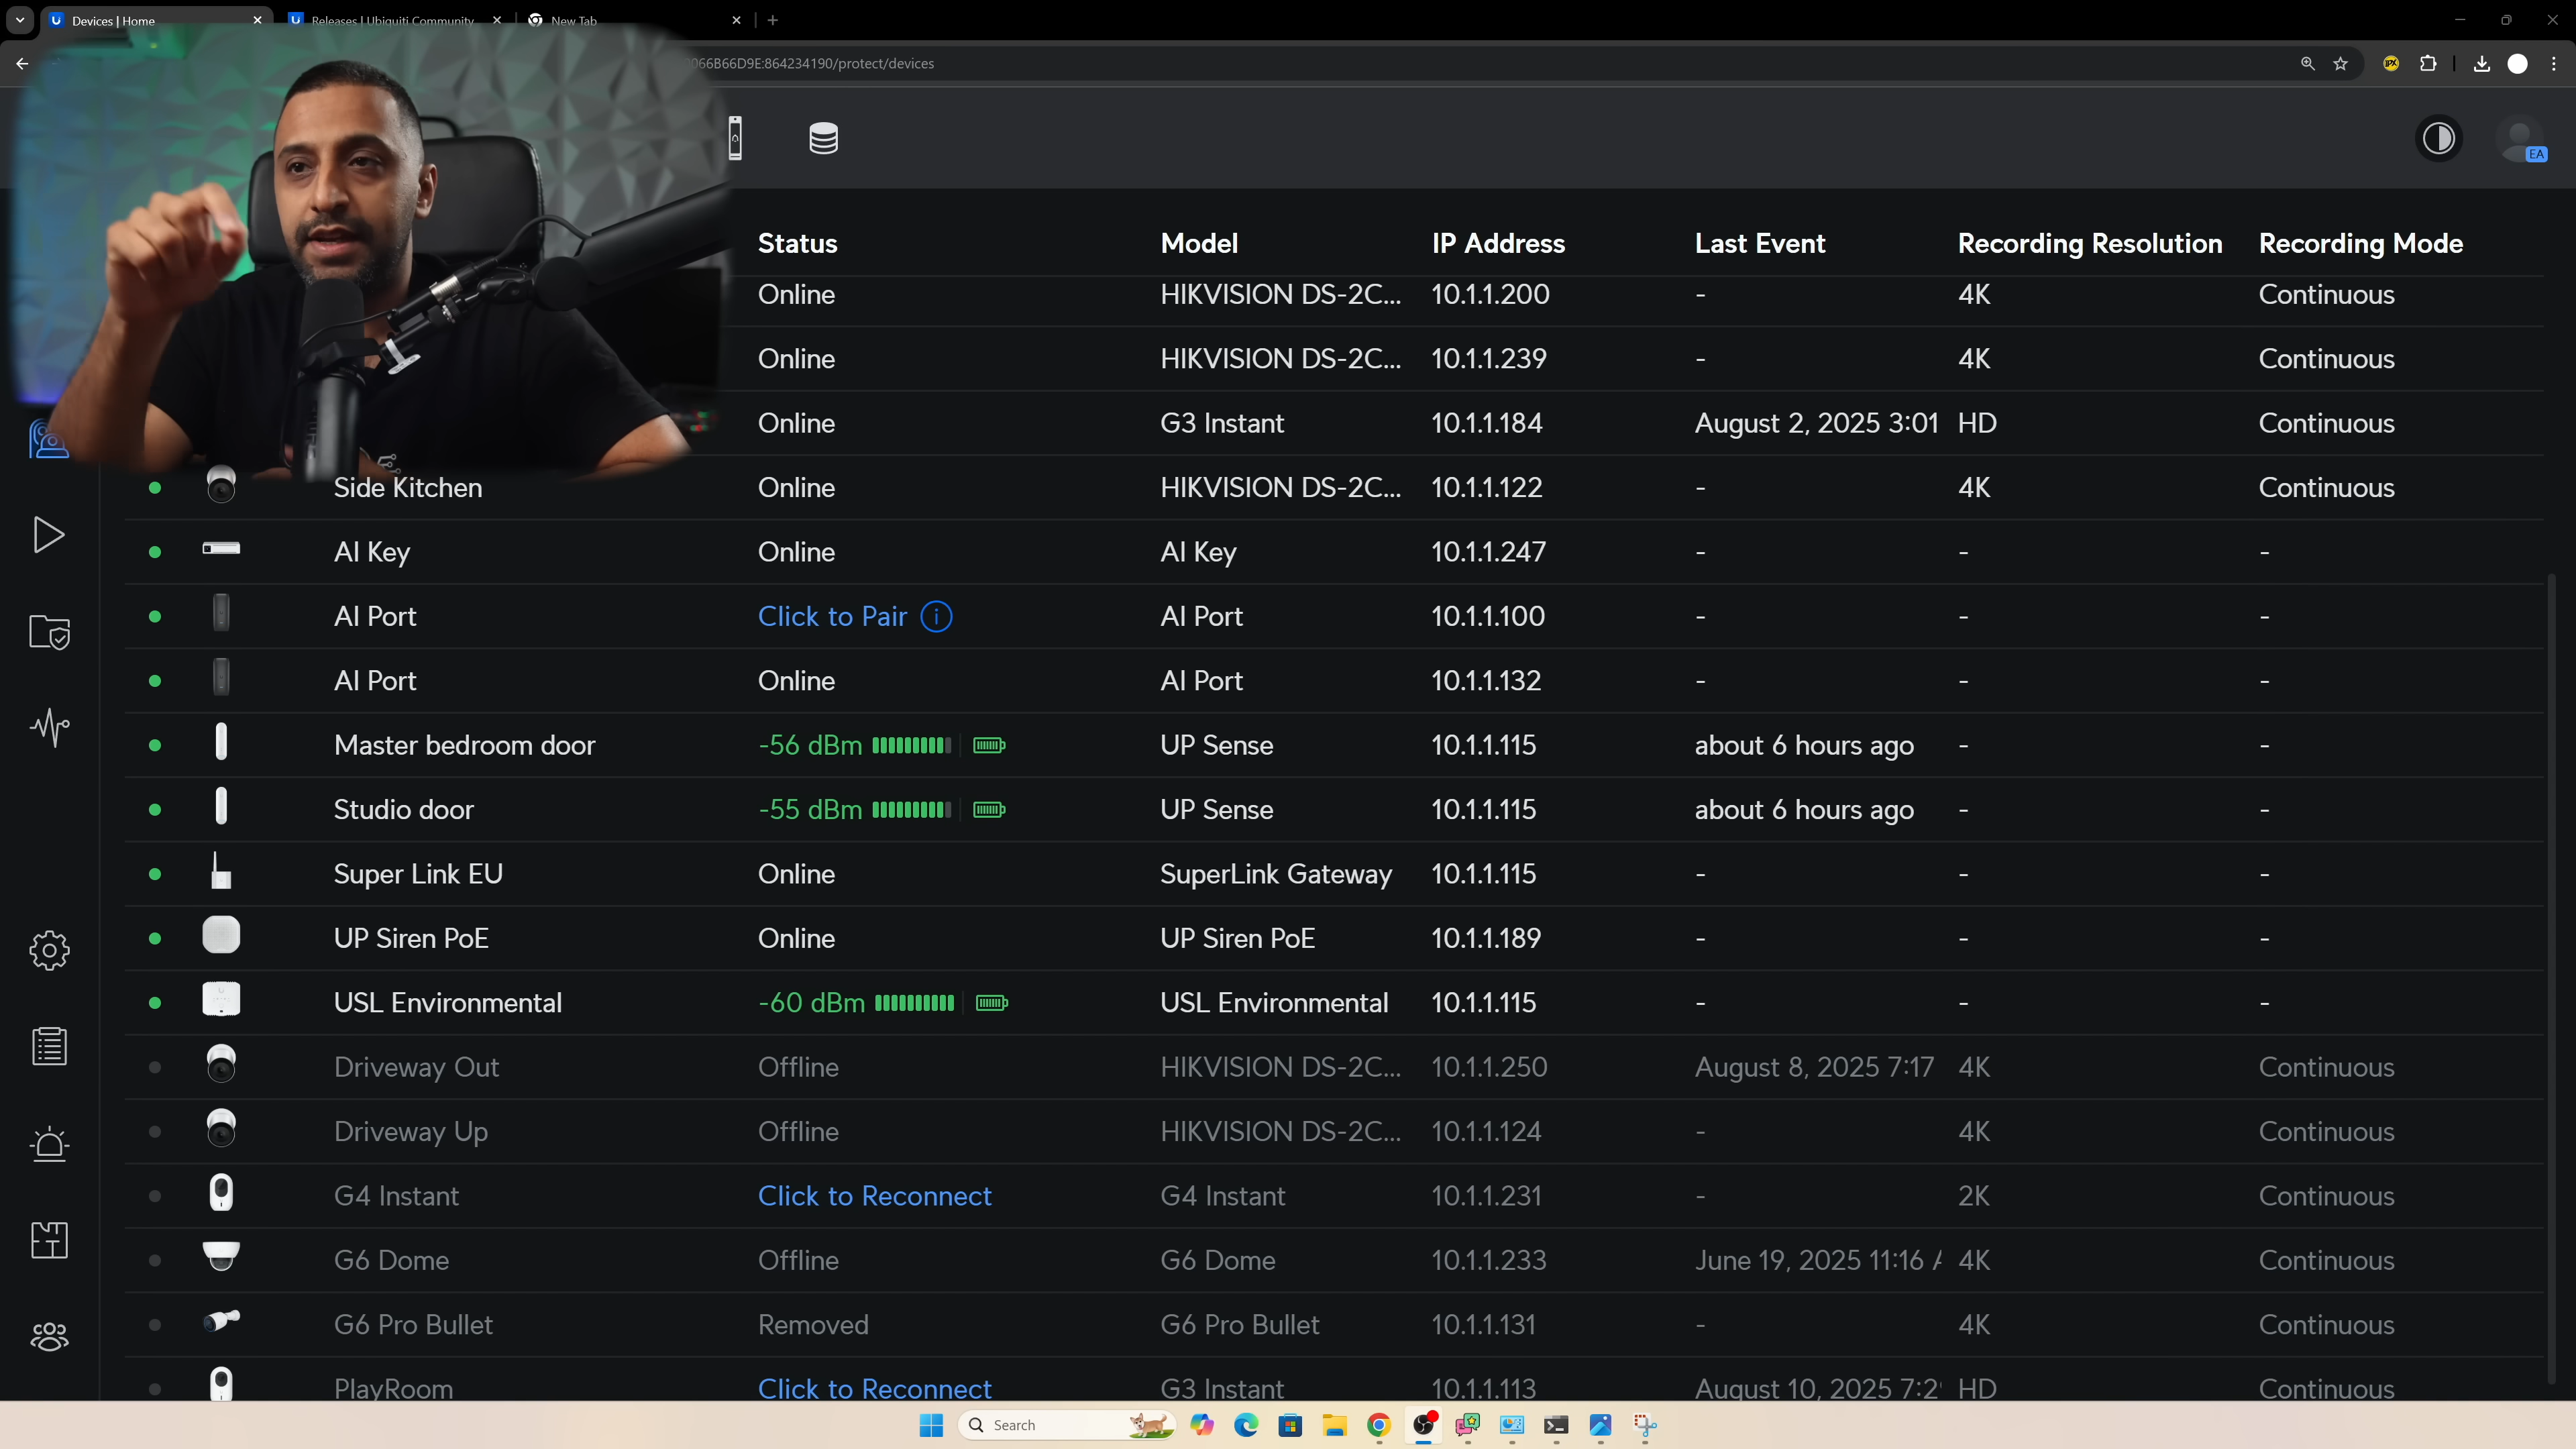 Devices | Home
Releases | Ubiquiti Community
New Tab
066B66D9E:864234190/protect/devices
EA
Status Model IP Address Last Event Recording Resolution Recording Mode
Online HIKVISION DS-2C... 10.1.1.200 - 4K Continuous
Online HIKVISION DS-2C... 10.1.1.239 - 4K Continuous
Online G3 Instant 10.1.1.184 August 2, 2025 3:01 HD Continuous
Side Kitchen Online HIKVISION DS-2C... 10.1.1.122 - 4K Continuous
AI Key Online AI Key 10.1.1.247 - - -
AI Port Click to Pair AI Port 10.1.1.100 - - -
AI Port Online AI Port 10.1.1.132 - - -
Master bedroom door -56 dBm UP Sense 10.1.1.115 about 6 hours ago - -
Studio door -55 dBm UP Sense 10.1.1.115 about 6 hours ago - -
Super Link EU Online SuperLink Gateway 10.1.1.115 - - -
UP Siren PoE Online UP Siren PoE 10.1.1.189 - - -
USL Environmental -60 dBm USL Environmental 10.1.1.115 - - -
Driveway Out Offline HIKVISION DS-2C... 10.1.1.250 August 8, 2025 7:17 4K Continuous
Driveway Up Offline HIKVISION DS-2C... 10.1.1.124 - 4K Continuous
G4 Instant Click to Reconnect G4 Instant 10.1.1.231 - 2K Continuous
G6 Dome Offline G6 Dome 10.1.1.233 June 19, 2025 11:16 4K Continuous
G6 Pro Bullet Removed G6 Pro Bullet 10.1.1.131 - 4K Continuous
PlayRoom Click to Reconnect G3 Instant 10.1.1.113 August 10, 2025 7:2 HD Continuous
Search